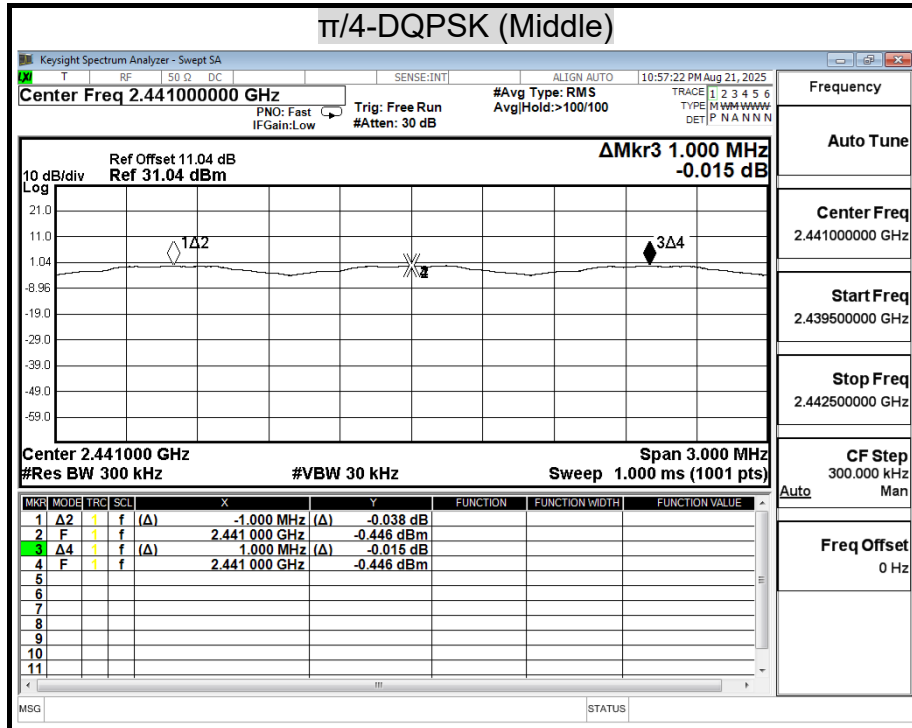 π/4-DQPSK (Middle)
Keysight Spectrum Analyzer - Swept SA
LXI T RF 50 Ω DC SENSE:INT ALIGN AUTO 10:57:22 PM Aug 21, 2025
Center Freq 2.441000000 GHz
PNO: Fast
IFGain:Low
Trig: Free Run
#Atten: 30 dB
#Avg Type: RMS
Avg|Hold:>100/100
TRACE 1 2 3 4 5 6
TYPE M WM WWWW
DET P N A N N N
ΔMkr3 1.000 MHz
-0.015 dB
Ref Offset 11.04 dB
10 dB/div Ref 31.04 dBm
Log
21.0
11.0
1.04
-8.96
-19.0
-29.0
-39.0
-49.0
-59.0
1Δ2
3Δ4
Center 2.441000 GHz Span 3.000 MHz
#Res BW 300 kHz #VBW 30 kHz Sweep 1.000 ms (1001 pts)
MKR MODE TRC SCL X Y FUNCTION FUNCTION WIDTH FUNCTION VALUE
1 Δ2 1 f (Δ) -1.000 MHz (Δ) -0.038 dB
2 F 1 f 2.441 000 GHz -0.446 dBm
3 Δ4 1 f (Δ) 1.000 MHz (Δ) -0.015 dB
4 F 1 f 2.441 000 GHz -0.446 dBm
5
6
7
8
9
10
11
MSG STATUS
Frequency
Auto Tune
Center Freq
2.441000000 GHz
Start Freq
2.439500000 GHz
Stop Freq
2.442500000 GHz
CF Step
300.000 kHz
Auto Man
Freq Offset
0 Hz